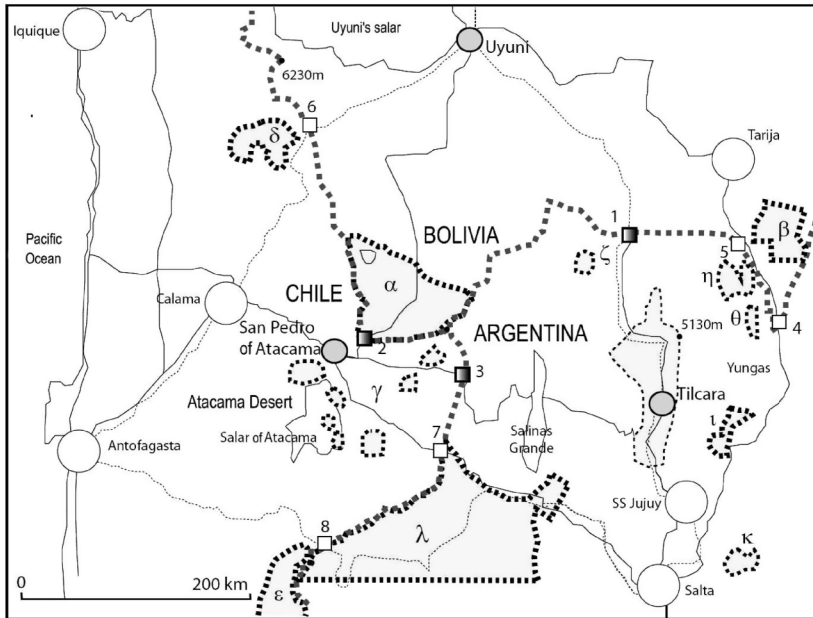 Iquique
Uyuni's salar
Uyuni
6230m
6
δ
Tarija
Pacific
Ocean
BOLIVIA
1
ζ
β
5
η
α
Calama
CHILE
San Pedro
of Atacama
2
ARGENTINA
θ
4
5130m
3
Yungas
γ
Atacama Desert
Tilcara
ι
Salar of Atacama
7
Salinas
Grande
Antofagasta
SS Jujuy
8
λ
κ
0
200 km
ε
Salta